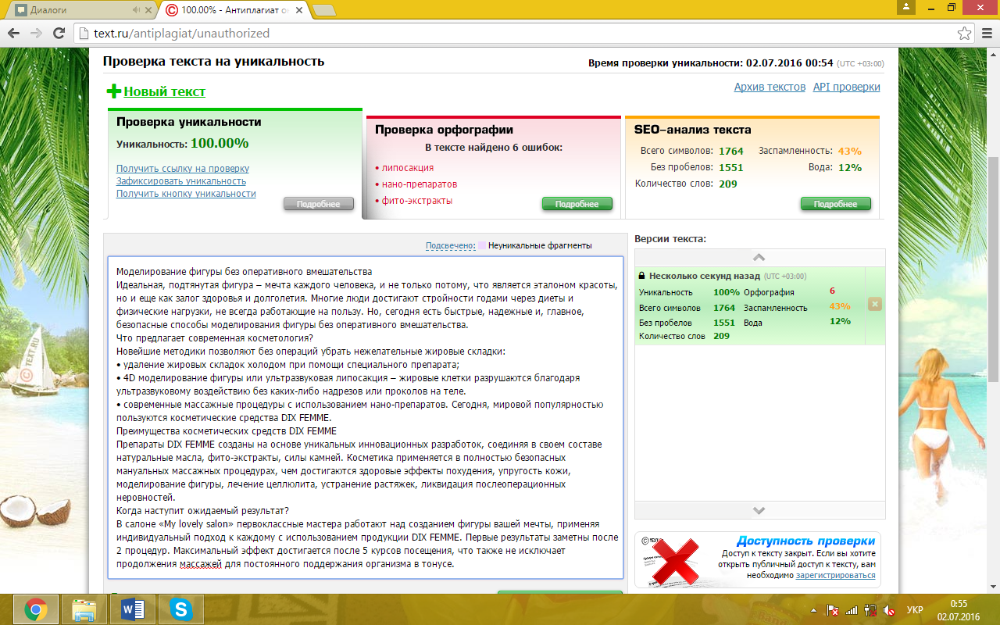 Диалоги
100.00% - Антиплагиат о
text.ru/antiplagiat/unauthorized
Проверка текста на уникальность
Время проверки уникальности: 02.07.2016 00:54 (UTC +03:00)
Новый текст
Архив текстов API проверки
Проверка уникальности
Уникальность: 100.00%
Получить ссылку на проверку
Зафиксировать уникальность
Получить кнопку уникальности
Подробнее
Проверка орфографии
В тексте найдено 6 ошибок:
• липосакция
• нано-препаратов
• фито-экстракты
Подробнее
SEO-анализ текста
Всего символов: 1764 Заспамленность: 43%
Без пробелов: 1551 Вода: 12%
Количество слов: 209
Подробнее
Подсвечено: Неуникальные фрагменты
Моделирование фигуры без оперативного вмешательства
Идеальная, подтянутая фигура – мечта каждого человека, и не только потому, что является эталоном красоты,
но и еще как залог здоровья и долголетия. Многие люди достигают стройности годами через диеты и
физические нагрузки, не всегда работающие на пользу. Но, сегодня есть быстрые, надежные и, главное,
безопасные способы моделирования фигуры без оперативного вмешательства.
Что предлагает современная косметология?
Новейшие методики позволяют без операций убрать нежелательные жировые складки:
• удаление жировых складок холодом при помощи специального препарата;
• 4D моделирование фигуры или ультразвуковая липосакция – жировые клетки разрушаются благодаря
ультразвуковому воздействию без каких-либо надрезов или проколов на теле.
• современные массажные процедуры с использованием нано-препаратов. Сегодня, мировой популярностью
пользуются косметические средства DIX FEMME.
Преимущества косметических средств DIX FEMME
Препараты DIX FEMME созданы на основе уникальных инновационных разработок, соединяя в своем составе
натуральные масла, фито-экстракты, силы камней. Косметика применяется в полностью безопасных
мануальных массажных процедурах, чем достигаются здоровые эффекты похудения, упругость кожи,
моделирование фигуры, лечение целлюлита, устранение растяжек, ликвидация послеоперационных
неровностей.
Когда наступит ожидаемый результат?
В салоне «My lovely salon» первоклассные мастера работают над созданием фигуры вашей мечты, применяя
индивидуальный подход к каждому с использованием продукции DIX FEMME. Первые результаты заметны после
2 процедур. Максимальный эффект достигается после 5 курсов посещения, что также не исключает
продолжения массажей для постоянного поддержания организма в тонусе.
Версии текста:
Несколько секунд назад (UTC +03:00)
Уникальность 100% Орфография 6
Всего символов 1764 Заспамленность 43%
Без пробелов 1551 Вода 12%
Количество слов 209
Доступность проверки
Доступ к тексту закрыт. Если вы хотите
открыть публичный доступ к тексту, вам
необходимо зарегистрироваться
©TEXT.RU
УКР
0:55
02.07.2016